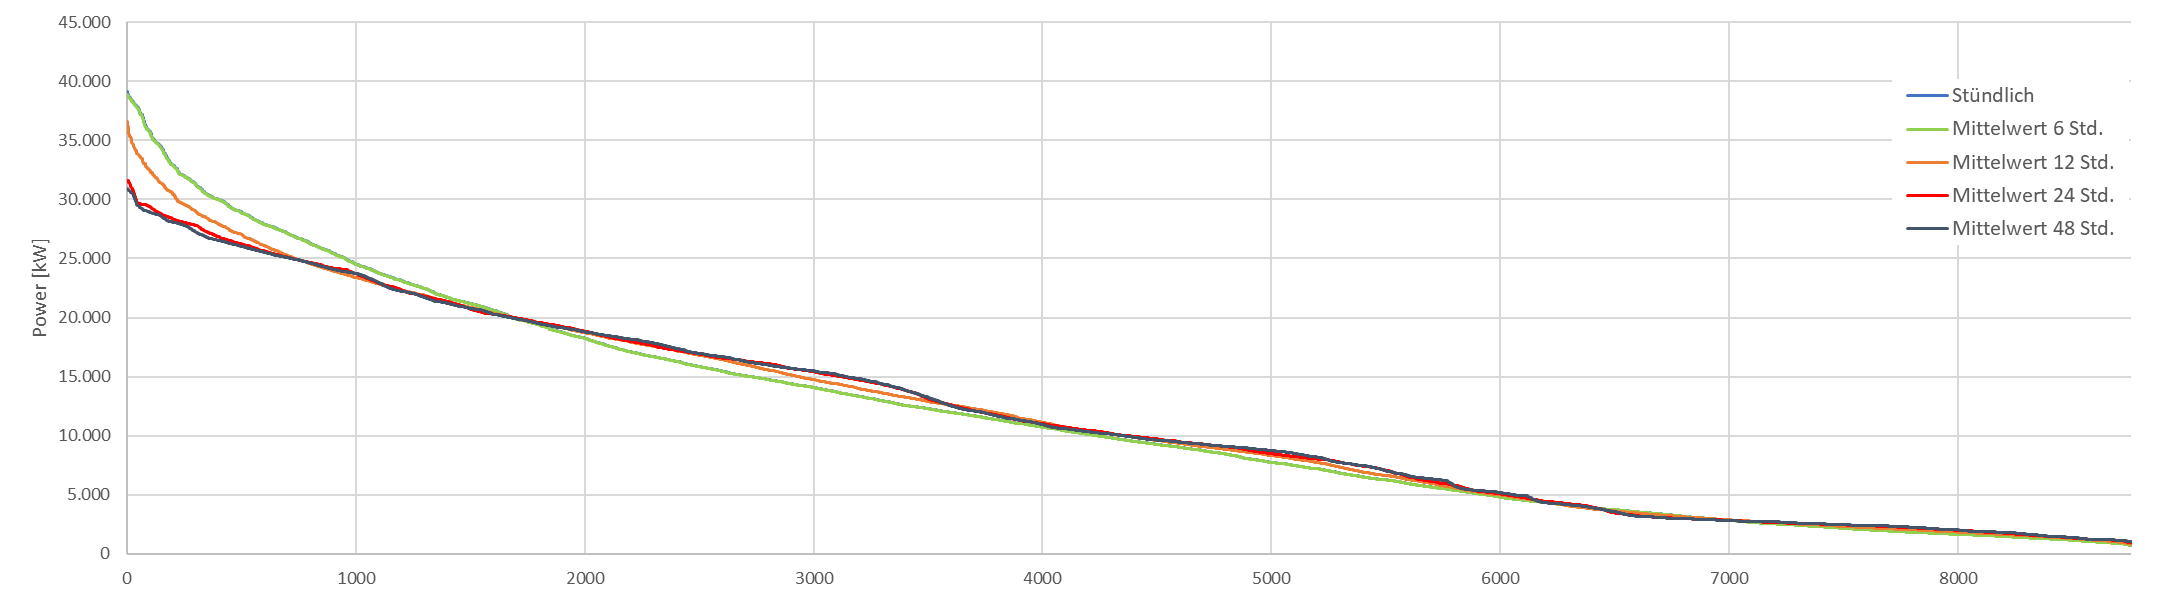 45.000
40.000
35.000
30.000
25.000
20.000
15.000
10.000
5.000
0
Power [kW]
0 1000 2000 3000 4000 5000 6000 7000 8000
Stündlich
Mittelwert 6 Std.
Mittelwert 12 Std.
Mittelwert 24 Std.
Mittelwert 48 Std.